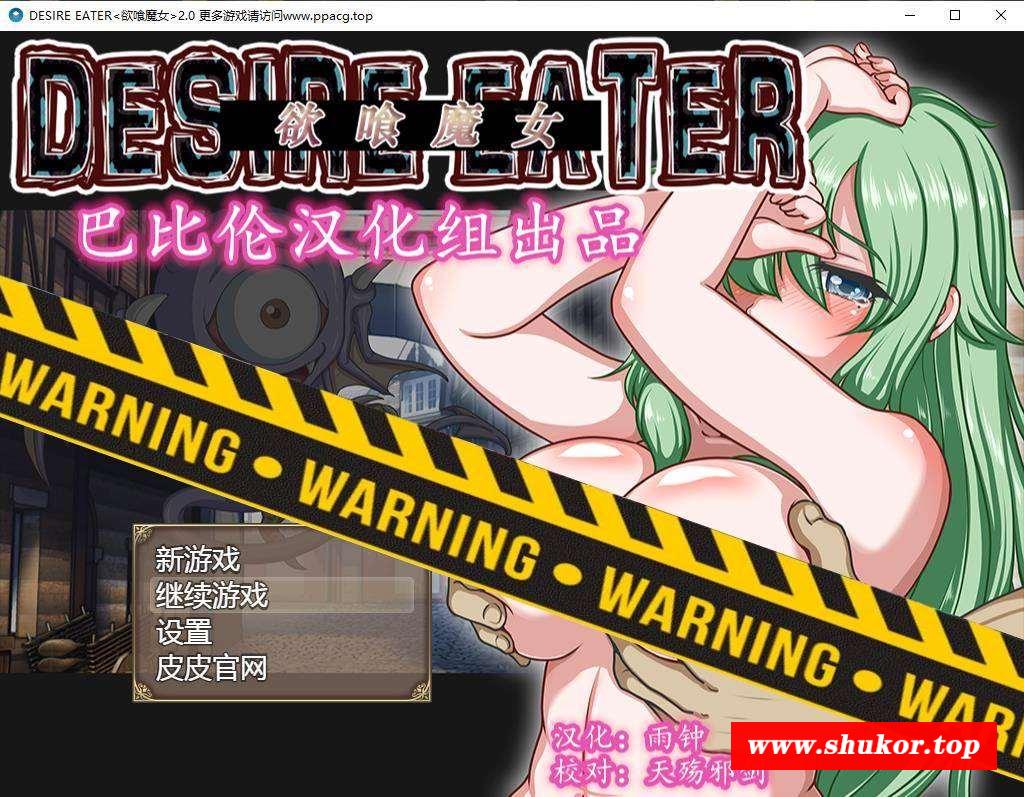 DESIRE EATER<欲喰魔女>2.0 更多游戏请访问www.ppacg.top
DESIRE EATER
欲喰魔女
巴比伦汉化组出品
WARNING • WARNING • WARNING • WAR
新游戏
继续游戏
设置
皮皮官网
汉化：雨钟
校对：天殇邪剑
www.shukor.top